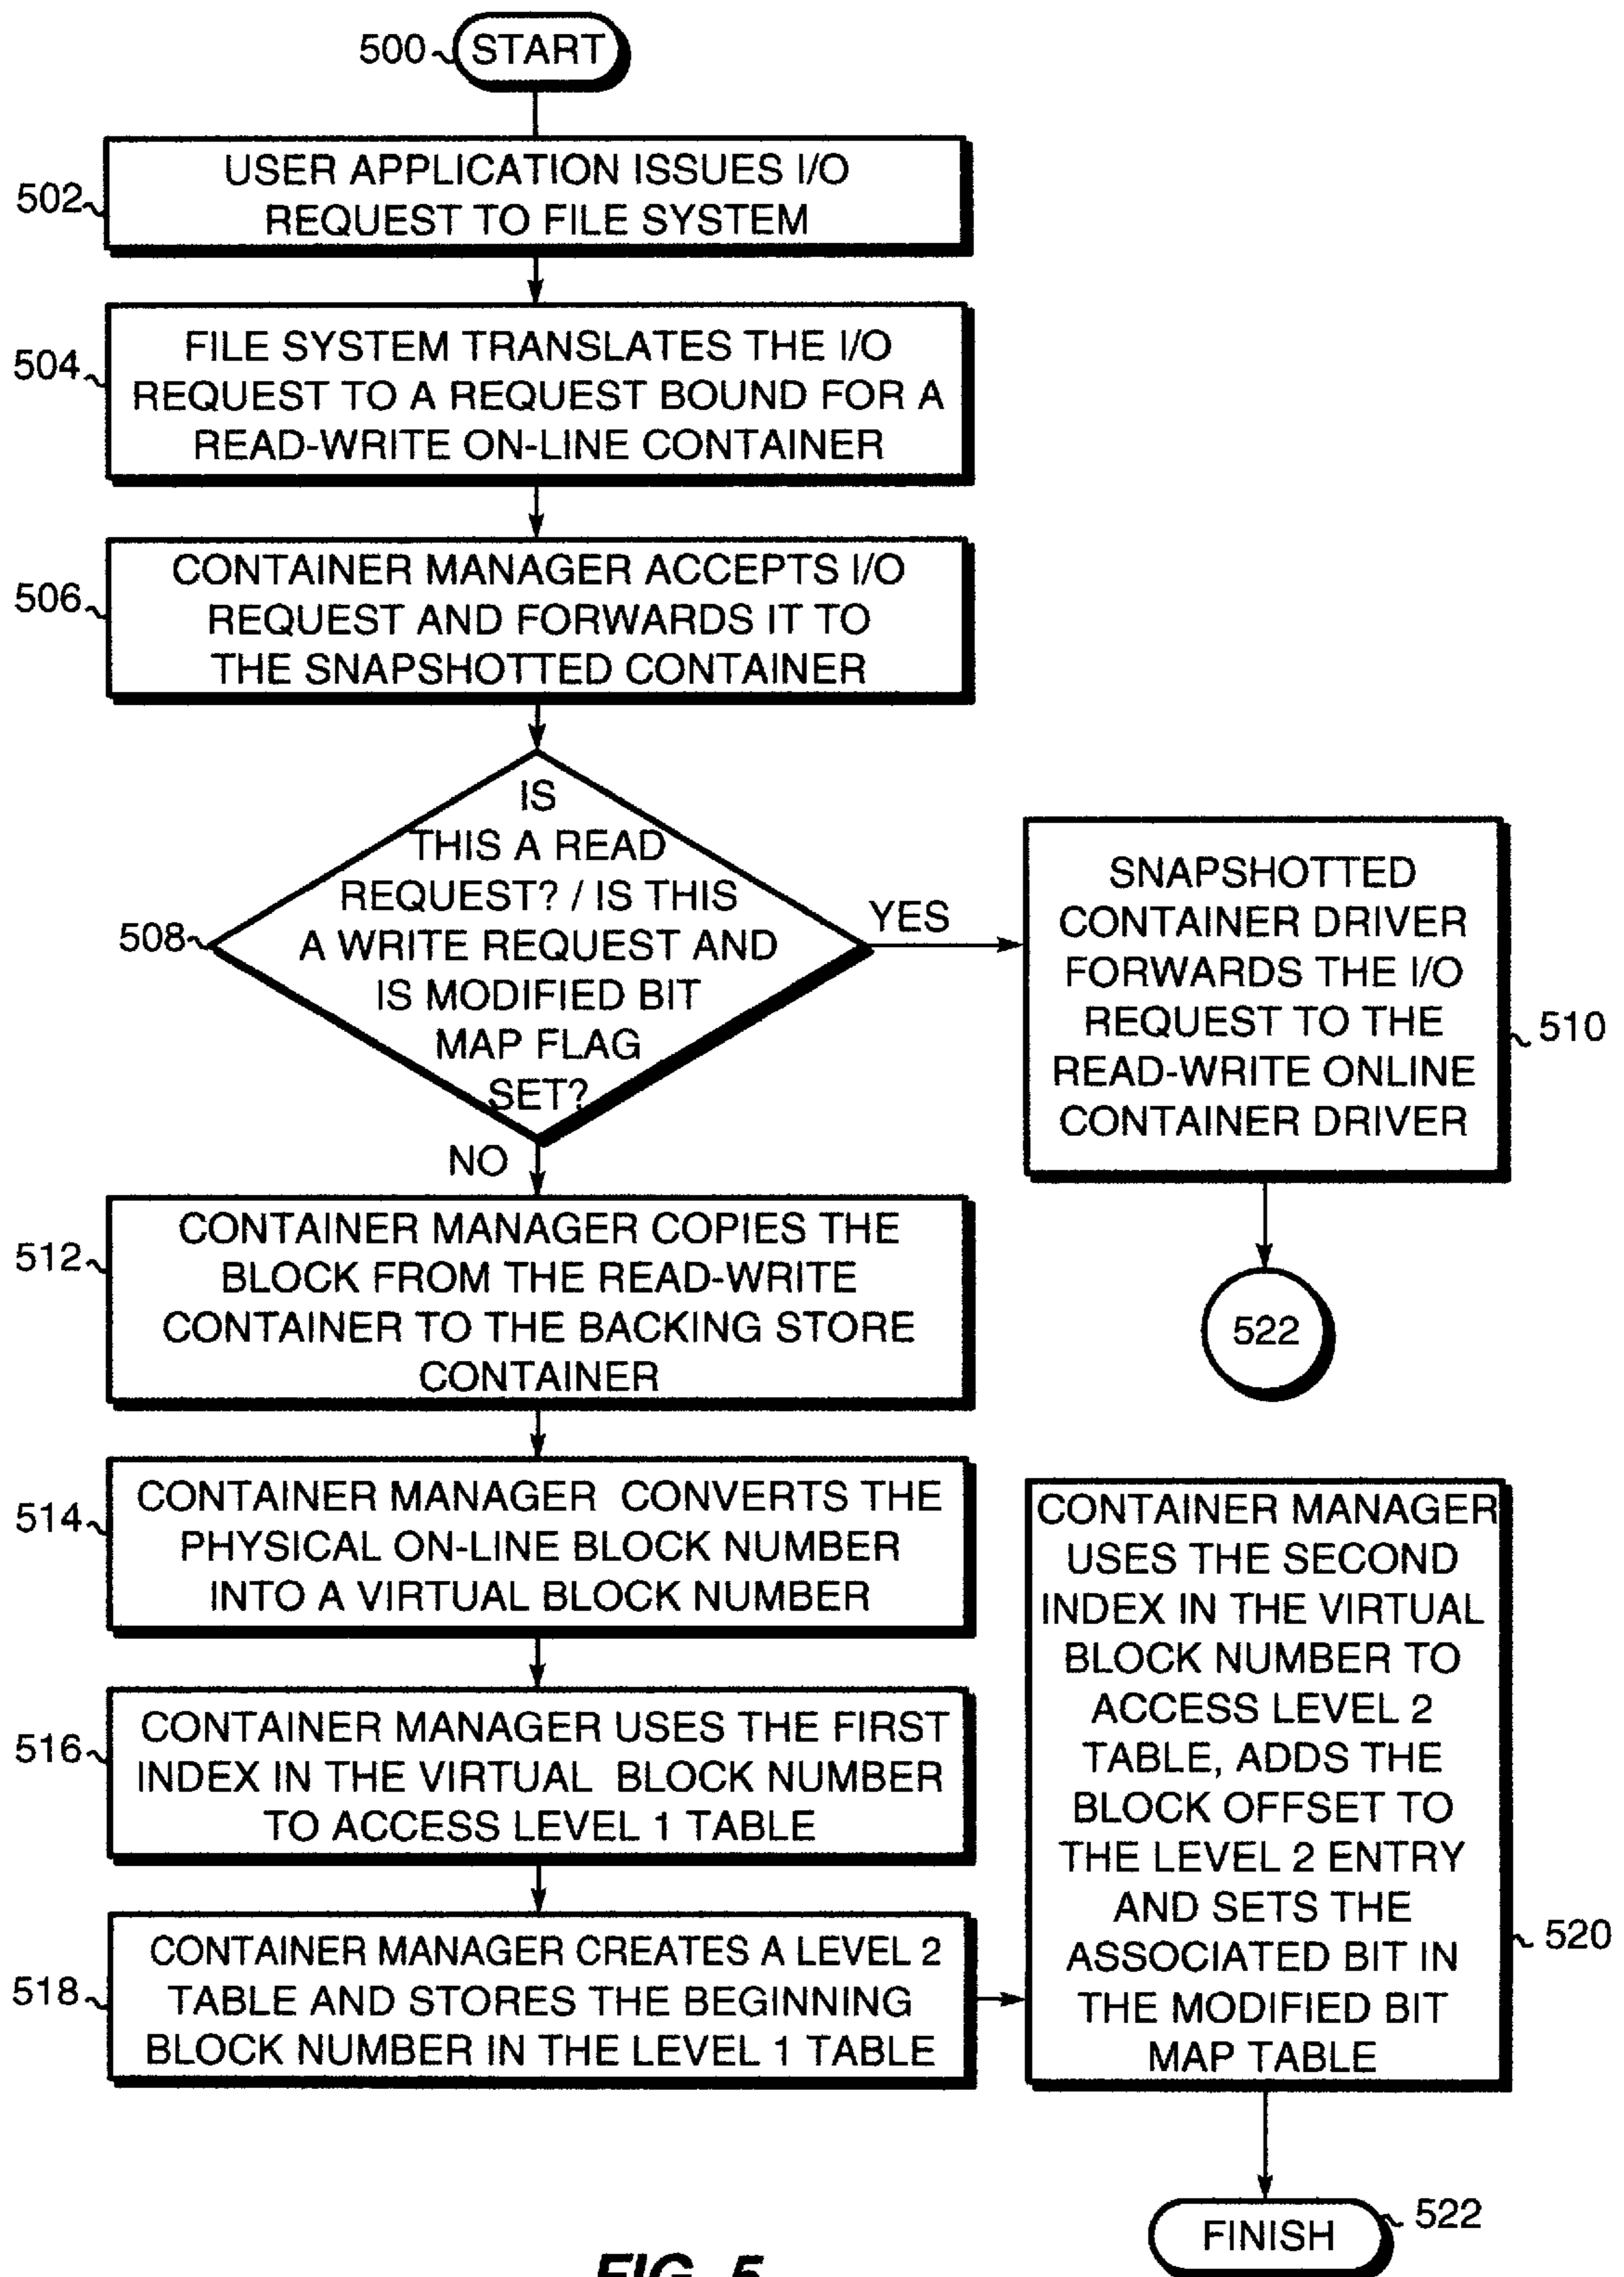 500
START
502
USER APPLICATION ISSUES I/O
REQUEST TO FILE SYSTEM
504
FILE SYSTEM TRANSLATES THE I/O
REQUEST TO A REQUEST BOUND FOR A
READ-WRITE ON-LINE CONTAINER
506
CONTAINER MANAGER ACCEPTS I/O
REQUEST AND FORWARDS IT TO
THE SNAPSHOTTED CONTAINER
508
IS
THIS A READ
REQUEST? / IS THIS
A WRITE REQUEST AND
IS MODIFIED BIT
MAP FLAG
SET?
YES
SNAPSHOTTED
CONTAINER DRIVER
FORWARDS THE I/O
REQUEST TO THE
READ-WRITE ONLINE
CONTAINER DRIVER
510
522
NO
512
CONTAINER MANAGER COPIES THE
BLOCK FROM THE READ-WRITE
CONTAINER TO THE BACKING STORE
CONTAINER
514
CONTAINER MANAGER CONVERTS THE
PHYSICAL ON-LINE BLOCK NUMBER
INTO A VIRTUAL BLOCK NUMBER
516
CONTAINER MANAGER USES THE FIRST
INDEX IN THE VIRTUAL BLOCK NUMBER
TO ACCESS LEVEL 1 TABLE
518
CONTAINER MANAGER CREATES A LEVEL 2
TABLE AND STORES THE BEGINNING
BLOCK NUMBER IN THE LEVEL 1 TABLE
CONTAINER MANAGER
USES THE SECOND
INDEX IN THE VIRTUAL
BLOCK NUMBER TO
ACCESS LEVEL 2
TABLE, ADDS THE
BLOCK OFFSET TO
THE LEVEL 2 ENTRY
AND SETS THE
ASSOCIATED BIT IN
THE MODIFIED BIT
MAP TABLE
520
FINISH
522
FIG. 5